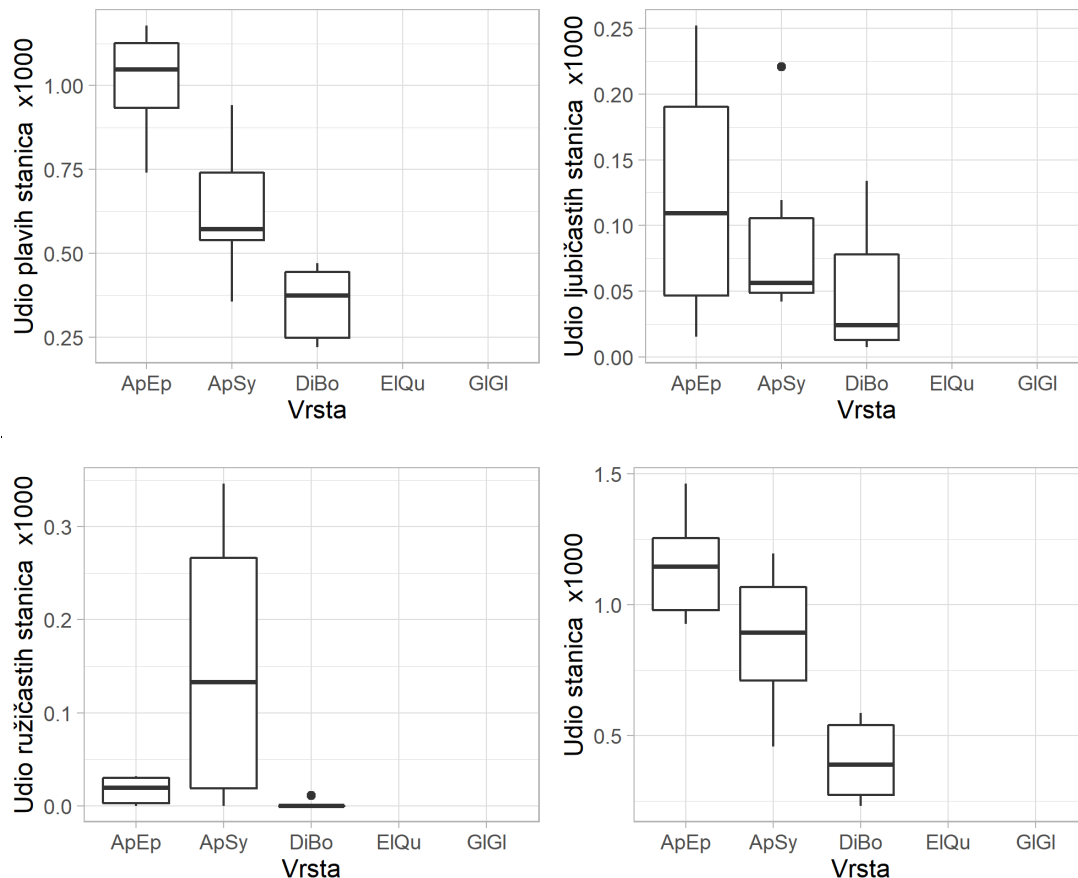 Udio plavih stanica x1000
1.00
0.75
0.50
0.25
ApEp ApSy DiBo ElQu GlGl
Vrsta
Udio ljubičastih stanica x1000
0.25
0.20
0.15
0.10
0.05
0.00
ApEp ApSy DiBo ElQu GlGl
Vrsta
Udio ružičastih stanica x1000
0.3
0.2
0.1
0.0
ApEp ApSy DiBo ElQu GlGl
Vrsta
Udio stanica x1000
1.5
1.0
0.5
ApEp ApSy DiBo ElQu GlGl
Vrsta